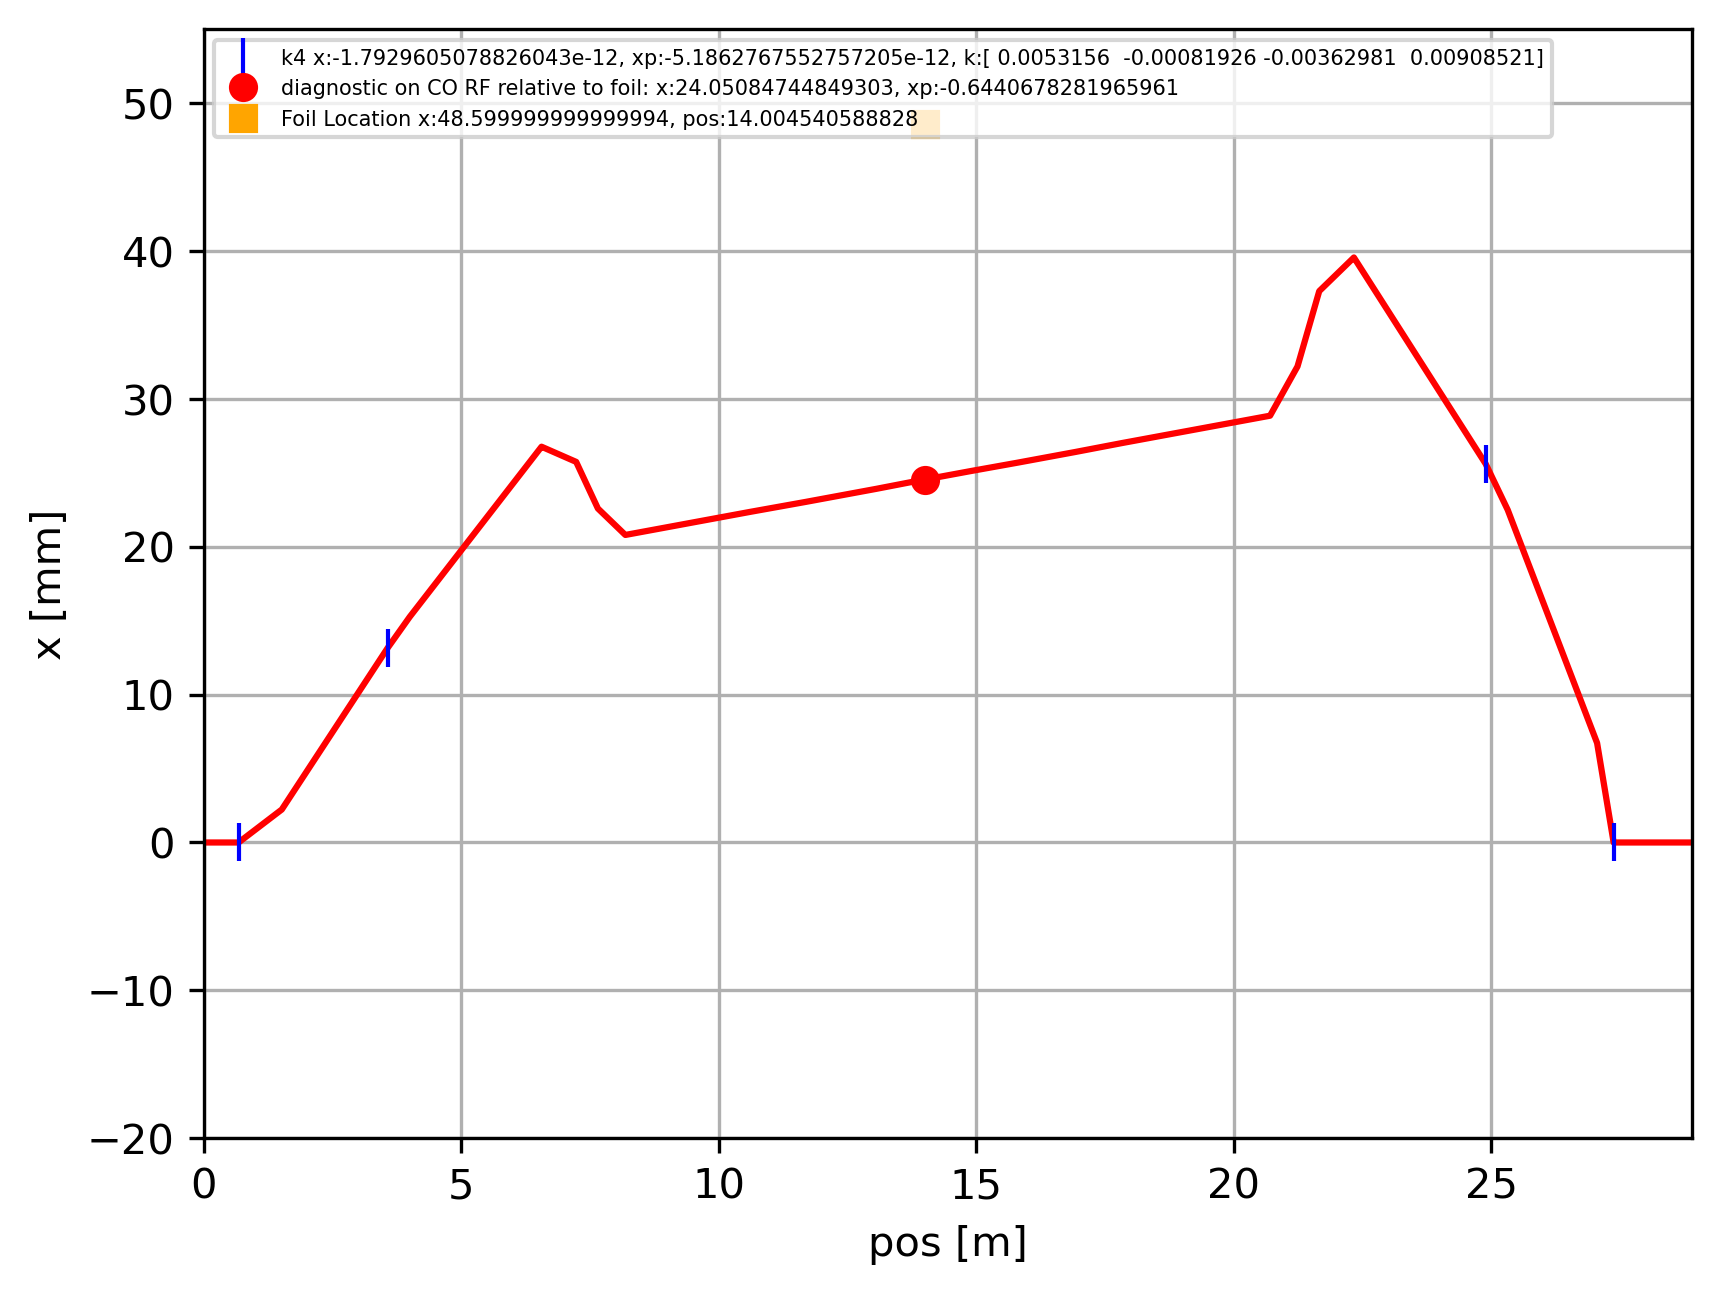 k4 x:-1.7929605078826043e-12, xp:-5.1862767552757205e-12, k:[ 0.0053156  -0.00081926 -0.00362981  0.00908521]
diagnostic on CO RF relative to foil: x:24.05084744849303, xp:-0.6440678281965961
Foil Location x:48.599999999999994, pos:14.004540588828
50
40
30
20
10
0
−10
−20
x [mm]
0 5 10 15 20 25
pos [m]